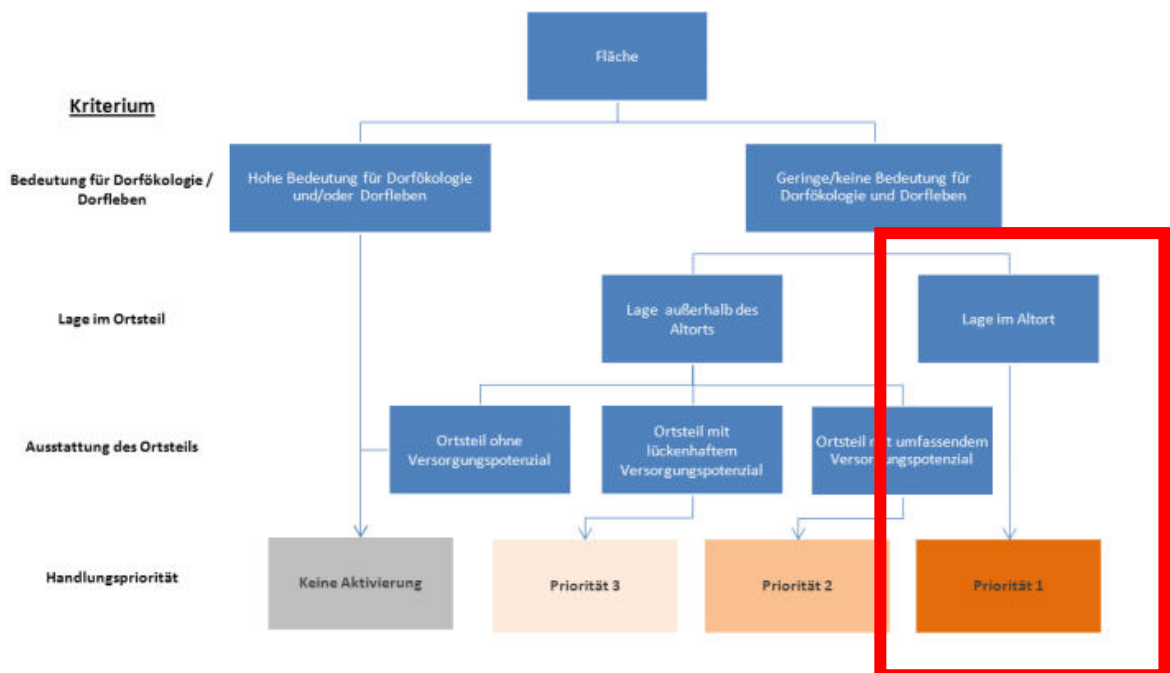 Fläche
Kriterium
Bedeutung für Dorfökologie /
Dorfleben
Hohe Bedeutung für Dorfökologie
und/oder Dorfleben
Geringe/keine Bedeutung für
Dorfökologie und Dorfleben
Lage im Ortsteil
Lage außerhalb des
Altorts
Lage im Altort
Ausstattung des Ortsteils
Ortsteil ohne
Versorgungspotenzial
Ortsteil mit
lückenhaftem
Versorgungspotenzial
Ortsteil mit umfassendem
Versorgungspotenzial
Handlungspriorität
Keine Aktivierung
Priorität 3
Priorität 2
Priorität 1